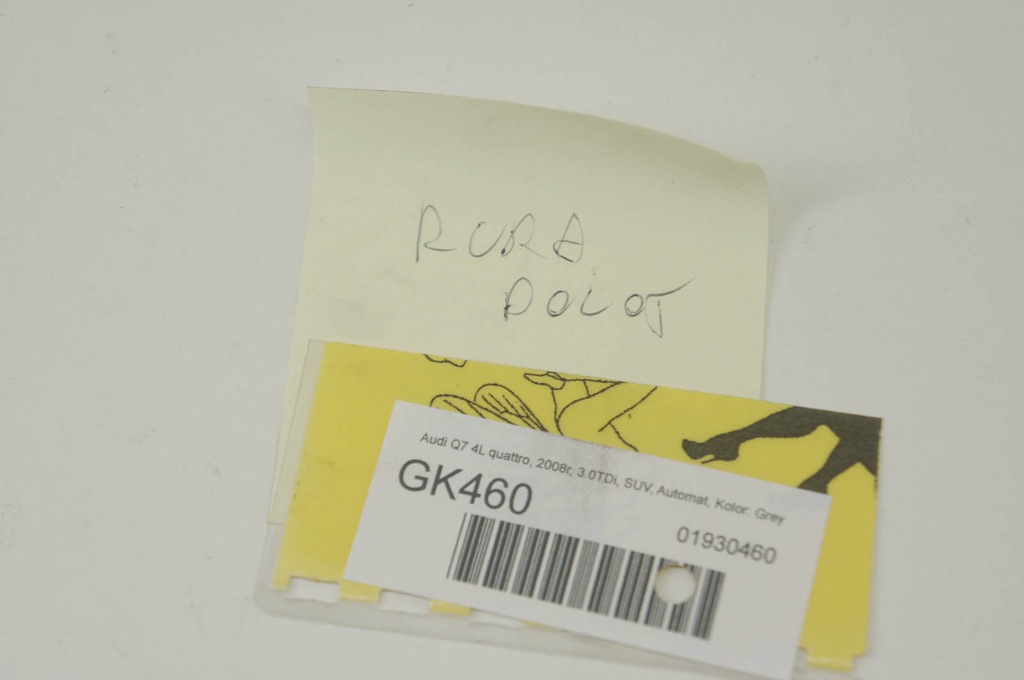 RURA
DOLOT
Audi Q7 4L quattro, 2008r, 3.0TDi, SUV, Automat, Kolor: Grey
GK460
01930460